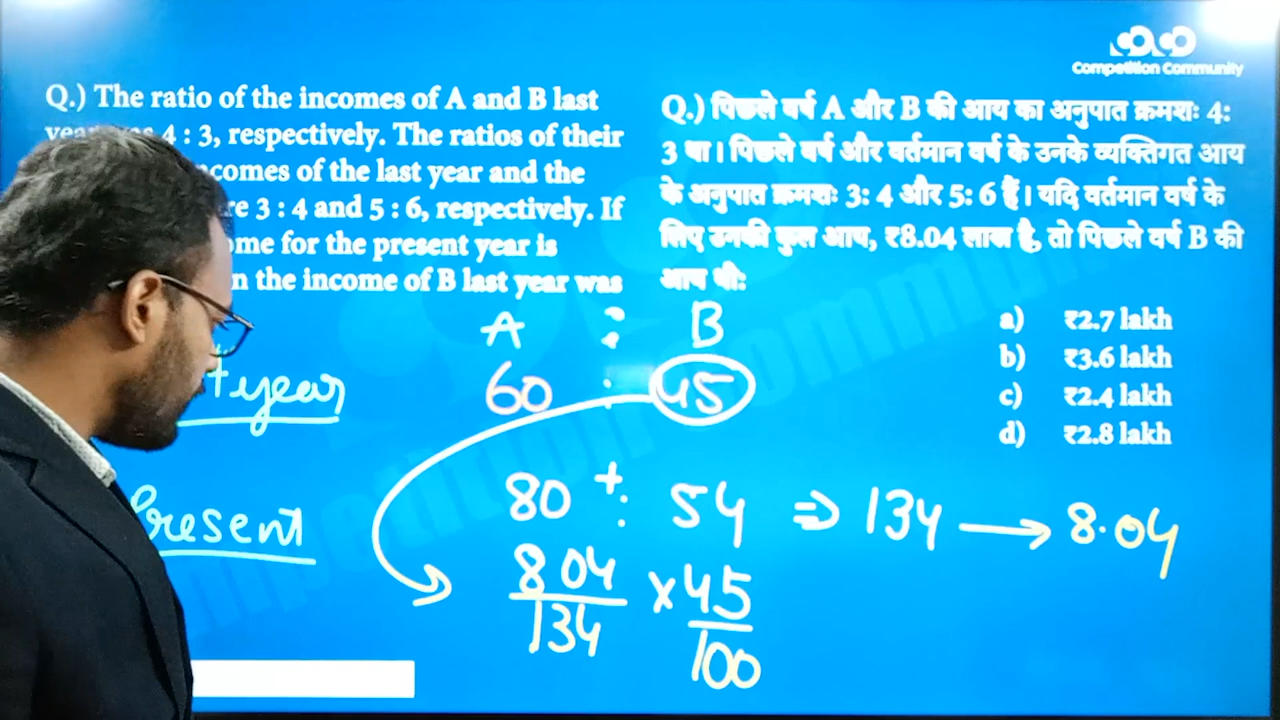 Competition Community
Q.) The ratio of the incomes of A and B last
4 : 3, respectively. The ratios of their
of the last year and the
3 : 4 and 5 : 6, respectively. If
for the present year is
the income of B last year was
Q.) पिछले वर्ष A और B की आय का अनुपात क्रमशः 4:
3 था। पिछले वर्ष और वर्तमान वर्ष के उनके व्यक्तिगत आय
के अनुपात क्रमशः 3: 4 और 5: 6 हैं। यदि वर्तमान वर्ष के
लिए उनकी कुल आय, ₹8.04 लाख है, तो पिछले वर्ष B की
आय थी:
a) ₹2.7 lakh
b) ₹3.6 lakh
c) ₹2.4 lakh
d) ₹2.8 lakh
A : B
year 60 : 45
Present 80 + : 54 ⇒ 134 → 8.04
804/134 × 45/100